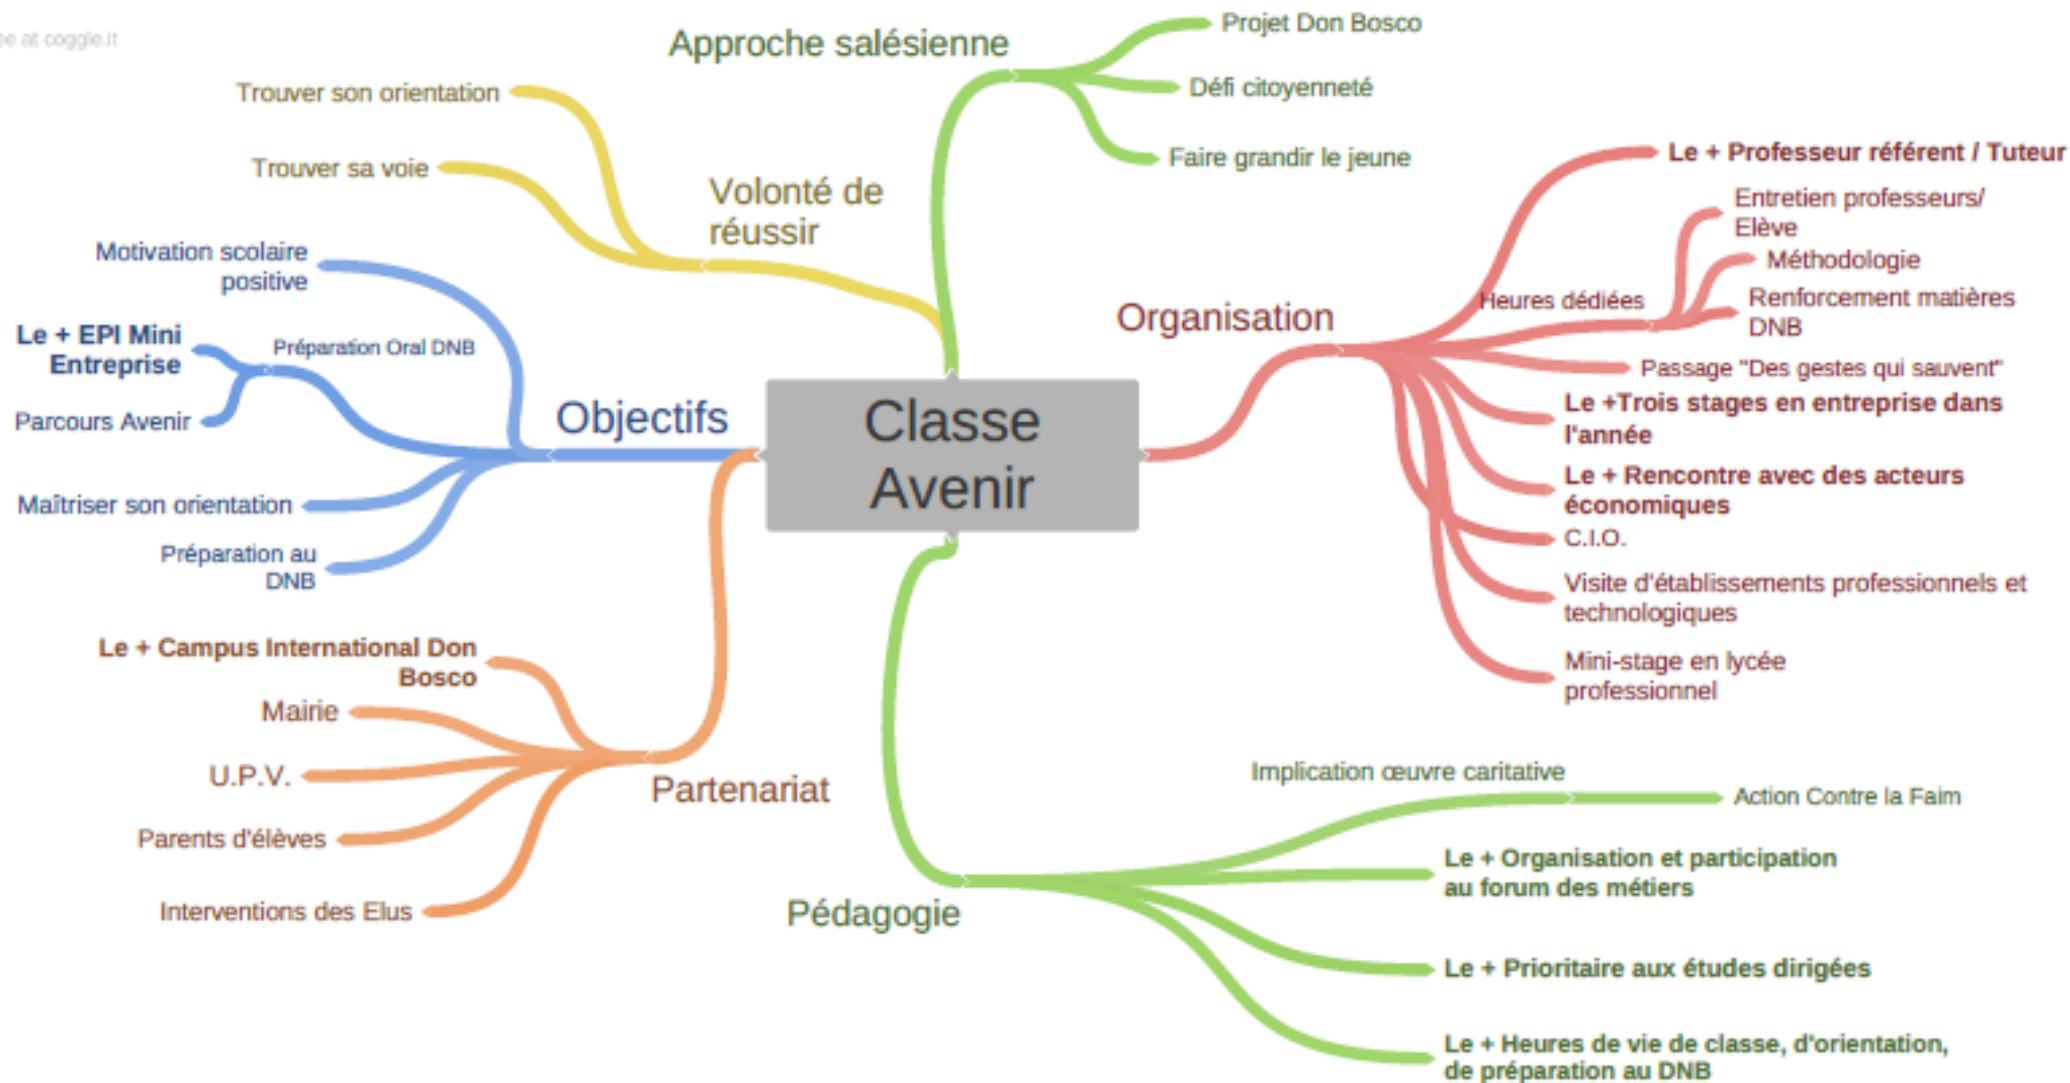 ee at coggle.it
Approche salésienne
Projet Don Bosco
Défi citoyenneté
Faire grandir le jeune
Trouver son orientation
Trouver sa voie
Volonté de
réussir
Motivation scolaire
positive
Le + EPI Mini
Entreprise
Préparation Oral DNB
Parcours Avenir
Objectifs
Maîtriser son orientation
Préparation au
DNB
Classe
Avenir
Organisation
Le + Professeur référent / Tuteur
Heures dédiées
Entretien professeurs/
Elève
Méthodologie
Renforcement matières
DNB
Passage "Des gestes qui sauvent"
Le +Trois stages en entreprise dans
l'année
Le + Rencontre avec des acteurs
économiques
C.I.O.
Visite d'établissements professionnels et
technologiques
Mini-stage en lycée
professionnel
Le + Campus International Don
Bosco
Mairie
U.P.V.
Parents d'élèves
Interventions des Elus
Partenariat
Pédagogie
Implication œuvre caritative
Action Contre la Faim
Le + Organisation et participation
au forum des métiers
Le + Prioritaire aux études dirigées
Le + Heures de vie de classe, d'orientation,
de préparation au DNB